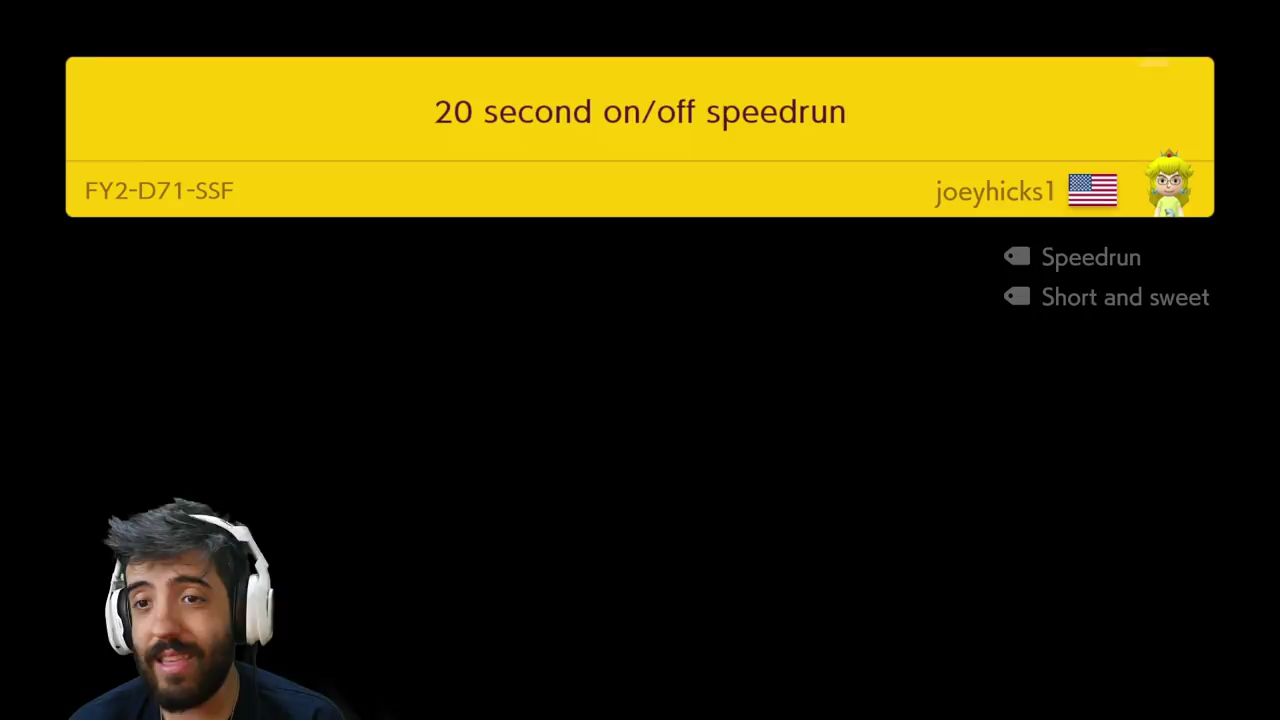 20 second on/off speedrun
FY2-D71-SSF
joeyhicks1
Speedrun
Short and sweet